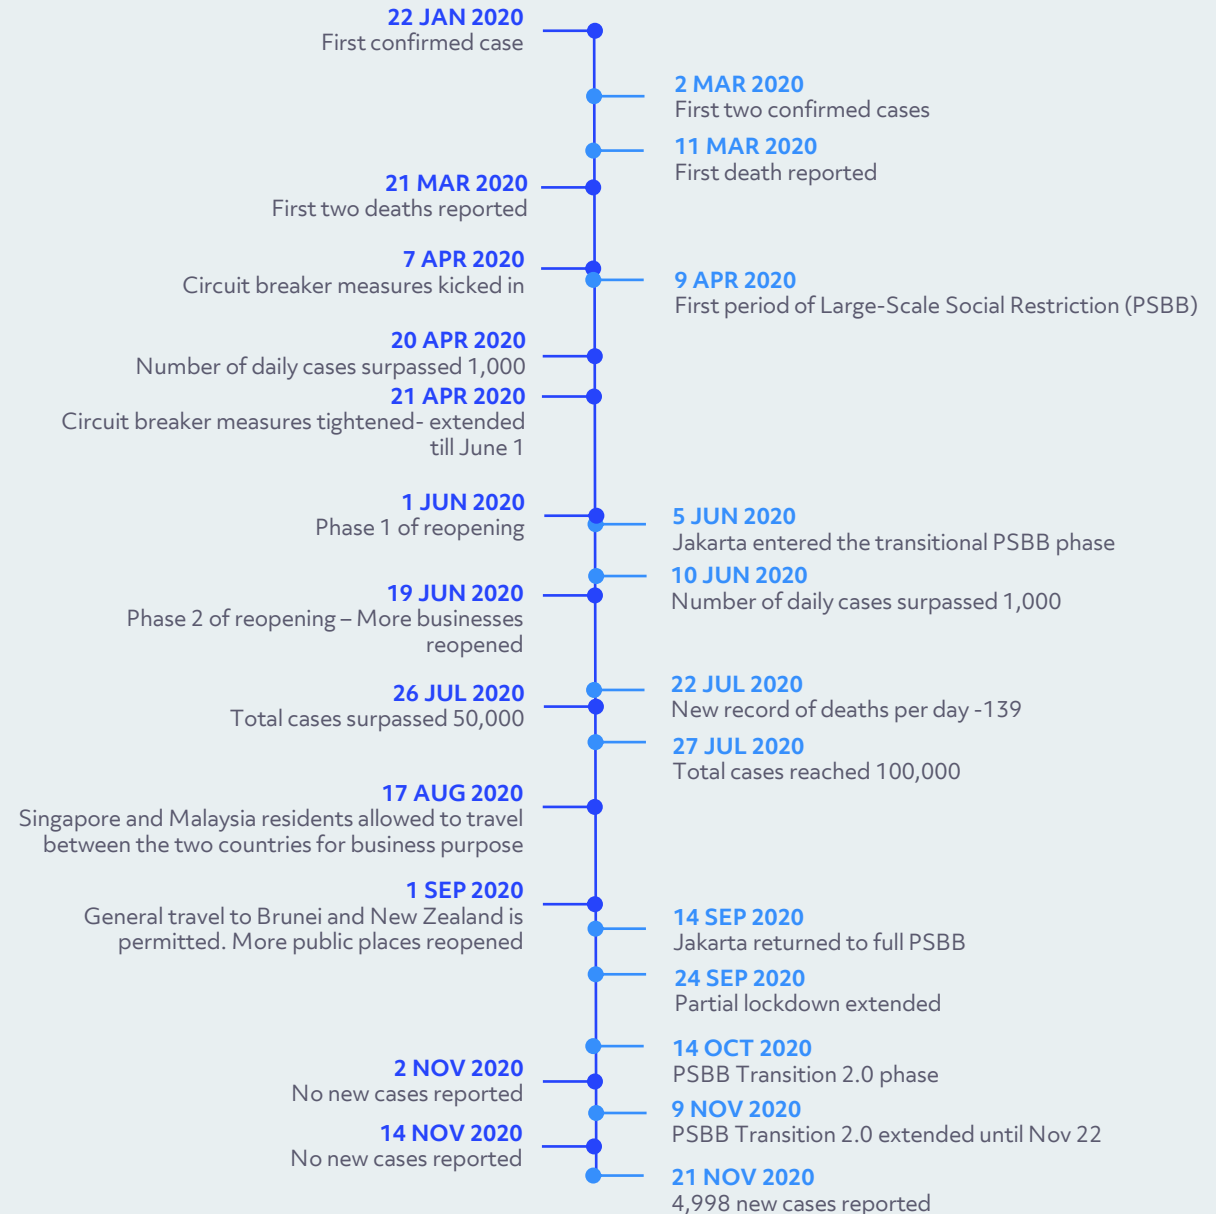 22 JAN 2020
First confirmed case
2 MAR 2020
First two confirmed cases
11 MAR 2020
First death reported
21 MAR 2020
First two deaths reported
7 APR 2020
Circuit breaker measures kicked in
9 APR 2020
First period of Large-Scale Social Restriction (PSBB)
20 APR 2020
Number of daily cases surpassed 1,000
21 APR 2020
Circuit breaker measures tightened- extended
till June 1
1 JUN 2020
Phase 1 of reopening
5 JUN 2020
Jakarta entered the transitional PSBB phase
10 JUN 2020
Number of daily cases surpassed 1,000
19 JUN 2020
Phase 2 of reopening – More businesses
reopened
22 JUL 2020
New record of deaths per day -139
26 JUL 2020
Total cases surpassed 50,000
27 JUL 2020
Total cases reached 100,000
17 AUG 2020
Singapore and Malaysia residents allowed to travel
between the two countries for business purpose
1 SEP 2020
General travel to Brunei and New Zealand is
permitted. More public places reopened
14 SEP 2020
Jakarta returned to full PSBB
24 SEP 2020
Partial lockdown extended
14 OCT 2020
PSBB Transition 2.0 phase
2 NOV 2020
No new cases reported
9 NOV 2020
PSBB Transition 2.0 extended until Nov 22
14 NOV 2020
No new cases reported
21 NOV 2020
4,998 new cases reported